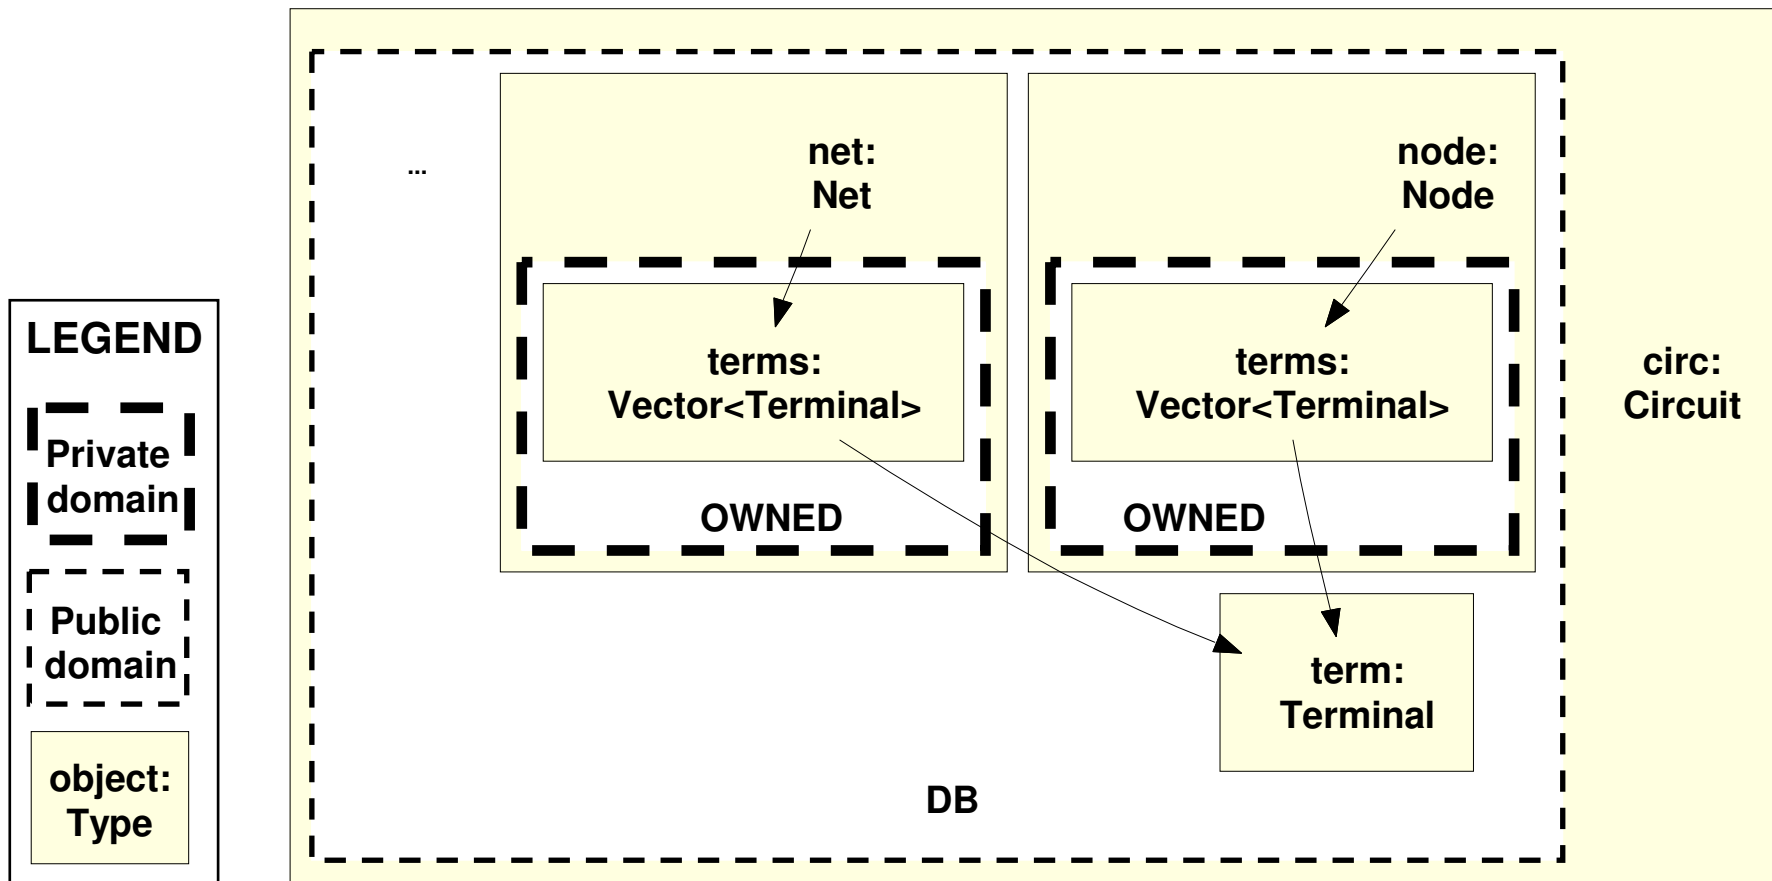 LEGEND
Private
domain
Public
domain
object:
Type
...
net:
Net
terms:
Vector<Terminal>
OWNED
node:
Node
terms:
Vector<Terminal>
OWNED
term:
Terminal
DB
circ:
Circuit